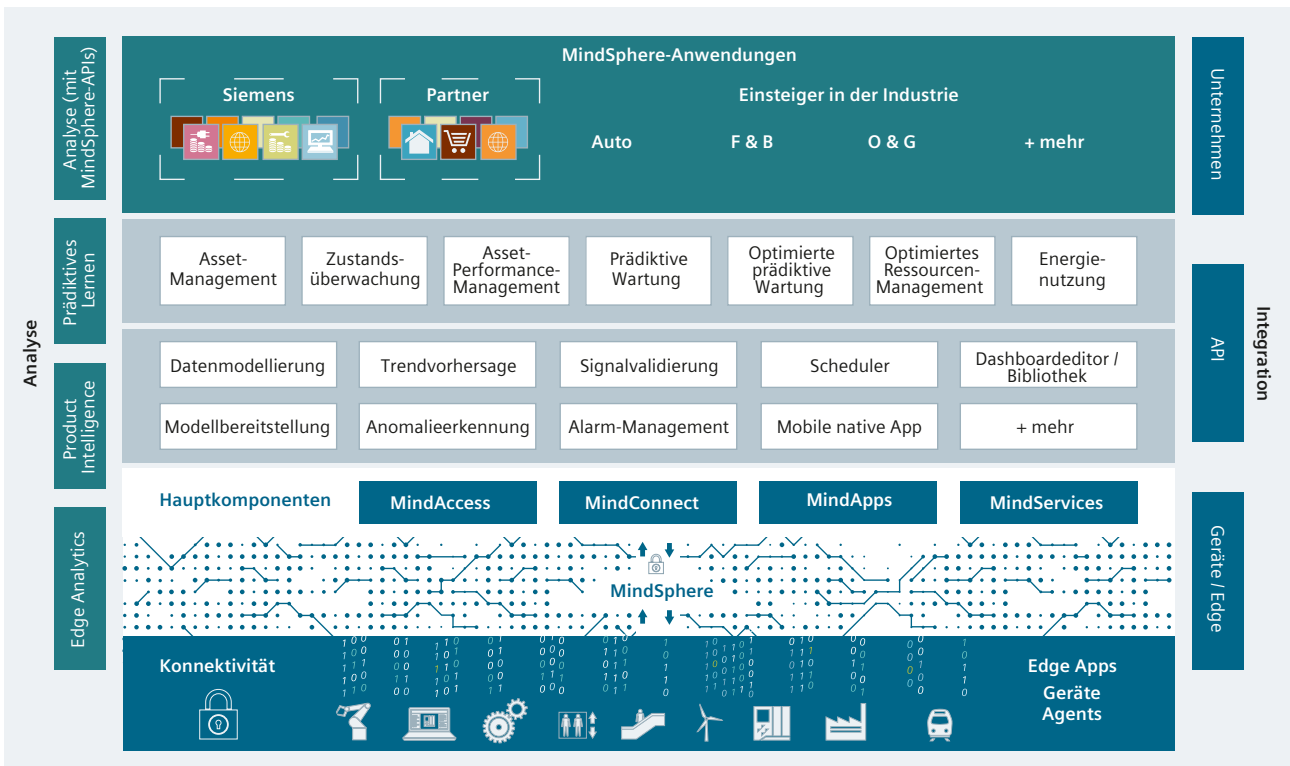 MindSphere-Anwendungen
Siemens
Partner
Einsteiger in der Industrie
Auto
F & B
O & G
+ mehr
Analyse (mit
MindSphere-APIs)
Prädiktives
Lernen
Product
Intelligence
Edge Analytics
Analyse
Asset-
Management
Zustands-
überwachung
Asset-
Performance-
Management
Prädiktive
Wartung
Optimierte
prädiktive
Wartung
Optimiertes
Ressourcen-
Management
Energie-
nutzung
Datenmodellierung
Trendvorhersage
Signalvalidierung
Scheduler
Dashboardeditor /
Bibliothek
Modellbereitstellung
Anomalieerkennung
Alarm-Management
Mobile native App
+ mehr
Hauptkomponenten
MindAccess
MindConnect
MindApps
MindServices
MindSphere
Konnektivität
Edge Apps
Geräte
Agents
Unternehmen
API
Geräte / Edge
Integration